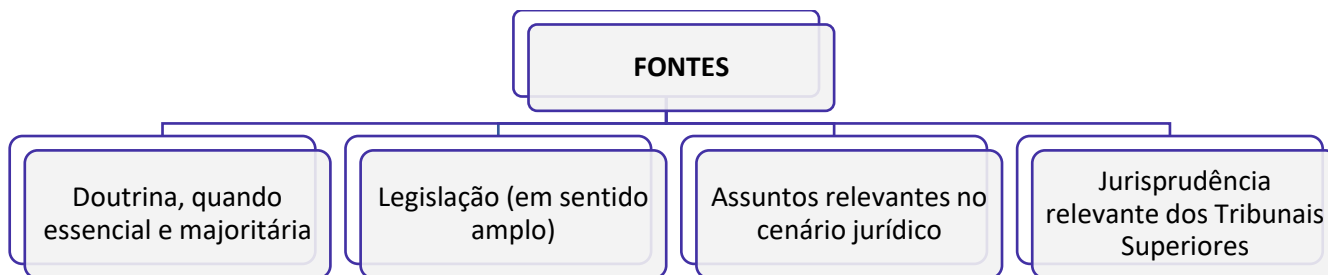 FONTES
Doutrina, quando
essencial e majoritária
Legislação (em sentido
amplo)
Assuntos relevantes no
cenário jurídico
Jurisprudência
relevante dos Tribunais
Superiores